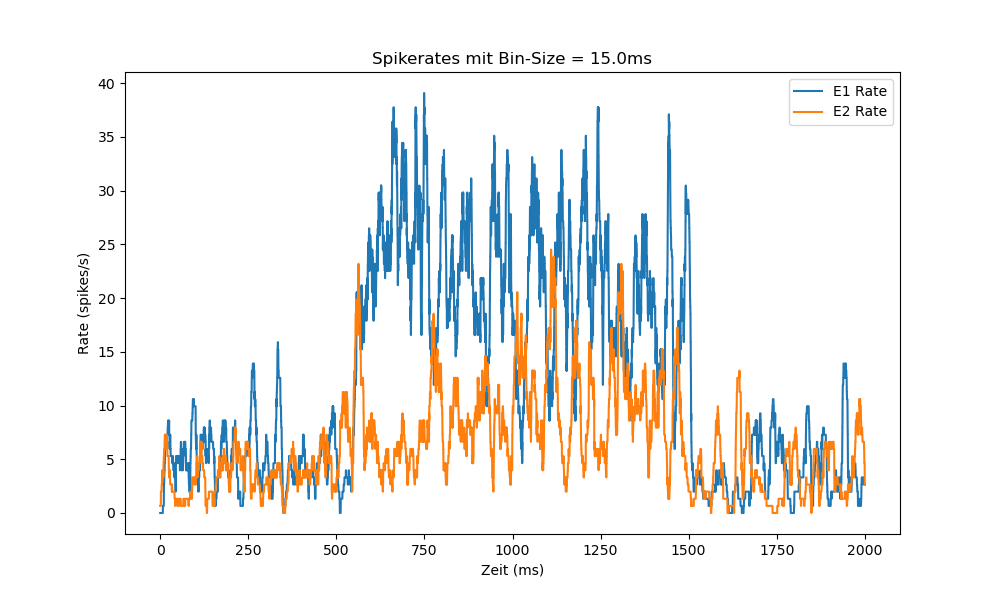 Spikerates mit Bin-Size = 15.0ms
E1 Rate
E2 Rate
40
35
30
25
20
15
10
5
0
Rate (spikes/s)
0 250 500 750 1000 1250 1500 1750 2000
Zeit (ms)